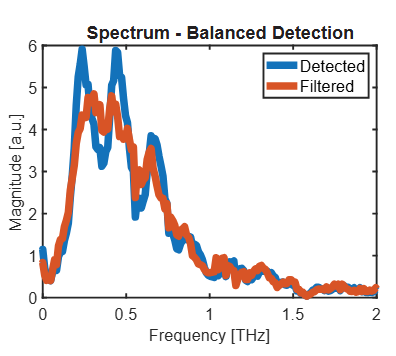 Spectrum - Balanced Detection
Detected
Filtered
Magnitude [a.u.]
6
5
4
3
2
1
0
0 0.5 1 1.5 2
Frequency [THz]